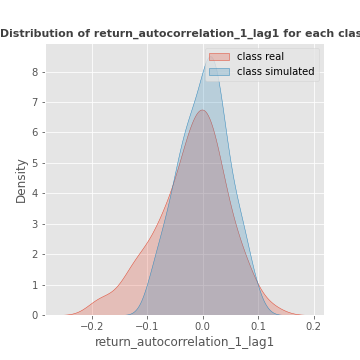 Distribution of return_autocorrelation_1_lag1 for each clas
class real
class simulated
8
7
6
5
4
3
2
1
0
Density
−0.2 −0.1 0.0 0.1 0.2
return_autocorrelation_1_lag1